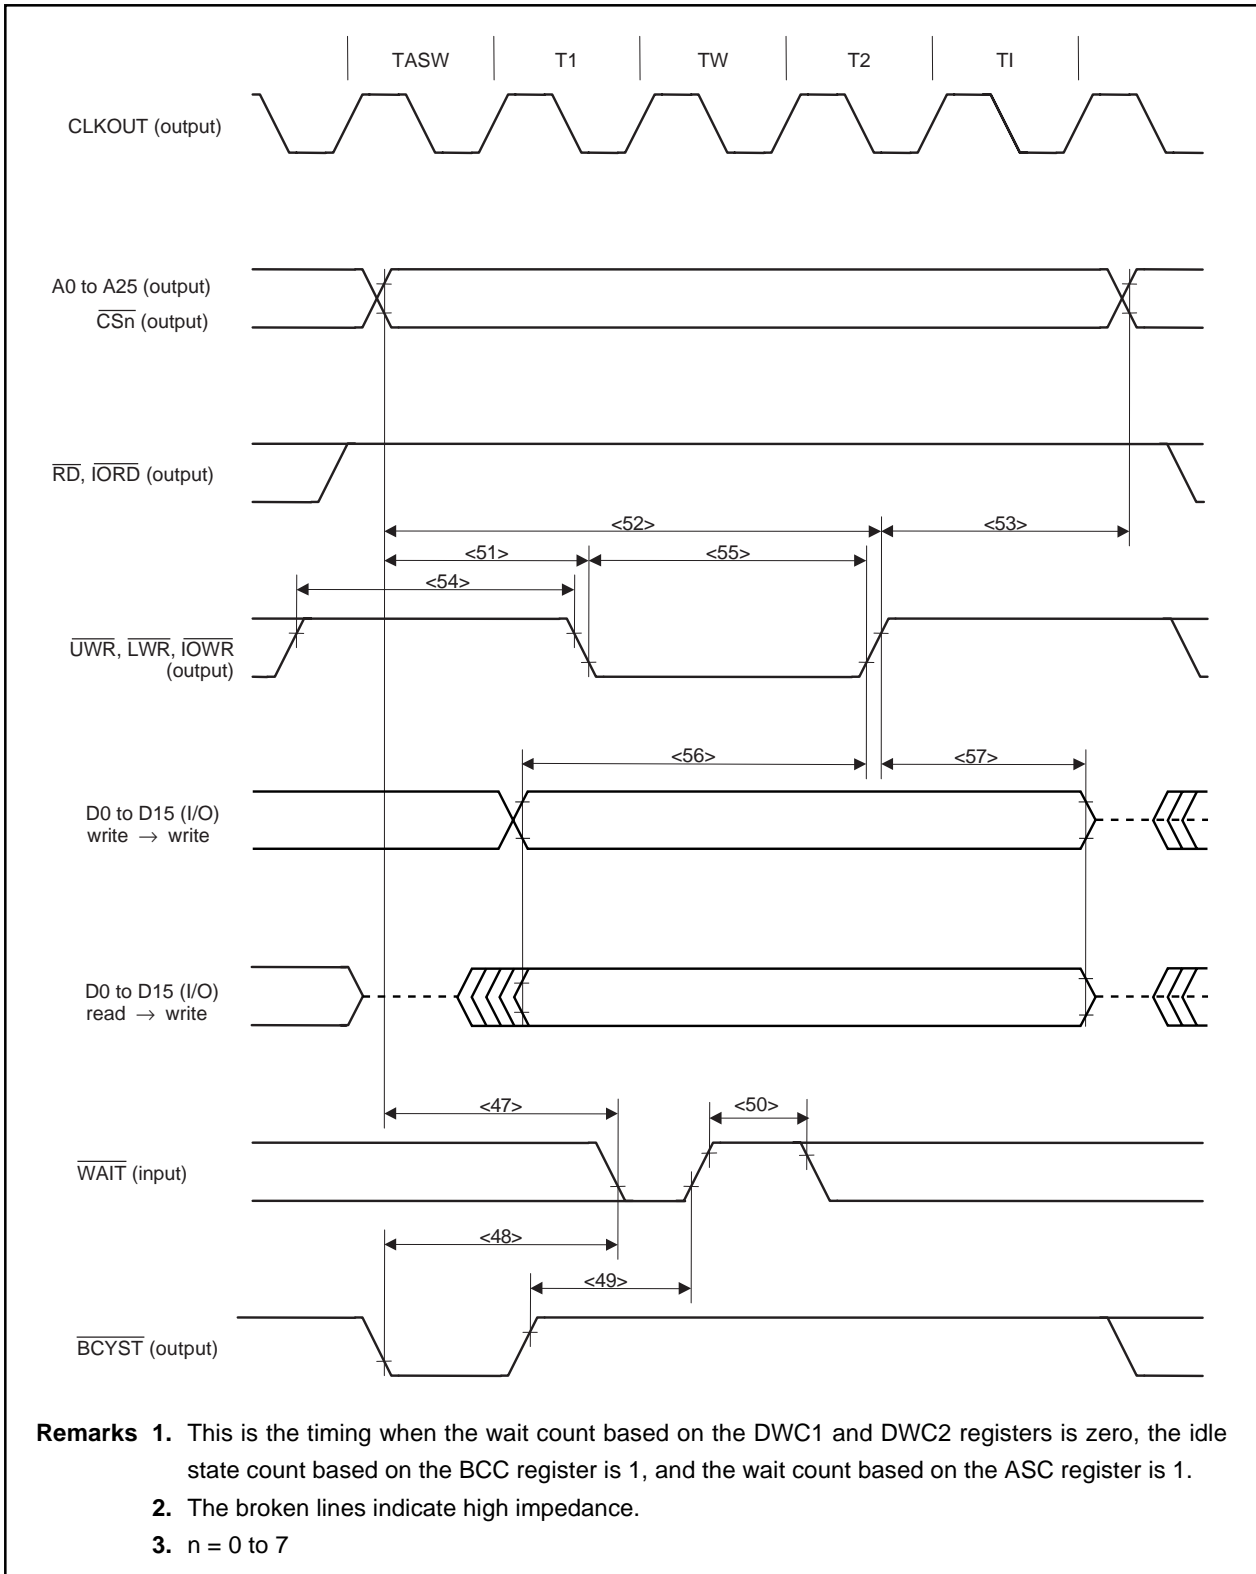 TASW T1 TW T2 TI
CLKOUT (output)
A0 to A25 (output)
CSn (output)
RD, IORD (output)
<52> <53>
<51> <55>
<54>
UWR, LWR, IOWR
(output)
<56> <57>
D0 to D15 (I/O)
write → write
D0 to D15 (I/O)
read → write
<47> <50>
WAIT (input)
<48>
<49>
BCYST (output)
Remarks 1. This is the timing when the wait count based on the DWC1 and DWC2 registers is zero, the idle
state count based on the BCC register is 1, and the wait count based on the ASC register is 1.
2. The broken lines indicate high impedance.
3. n = 0 to 7